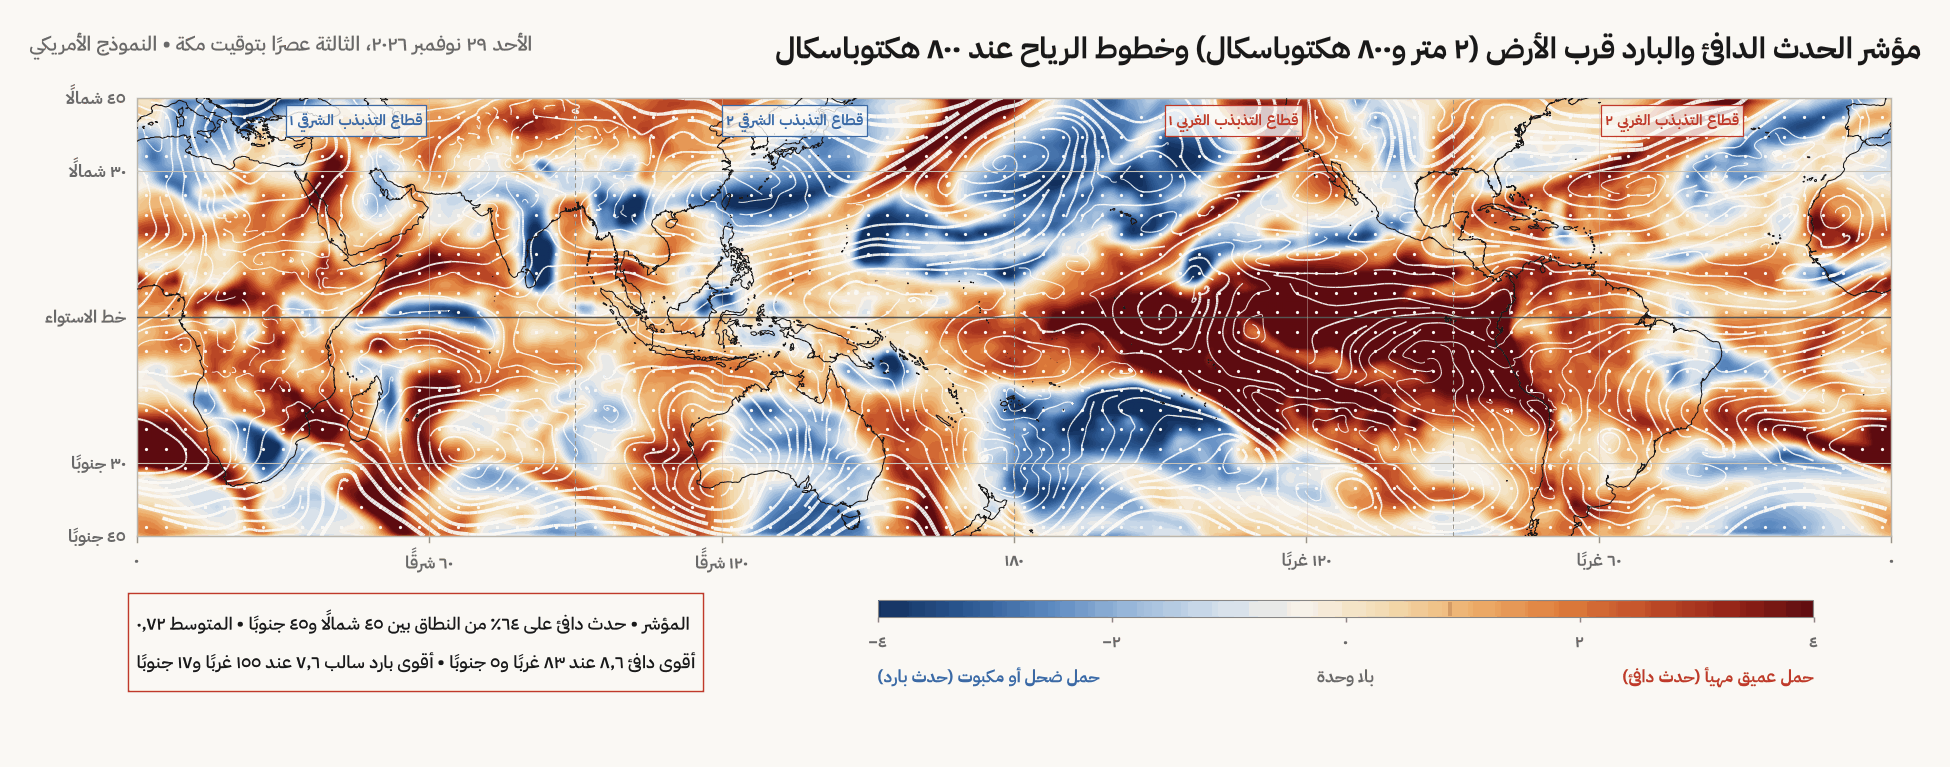 مؤشر الحدث الدافئ والبارد قرب الأرض (٢ متر و٨٠٠ هكتوباسكال) وخطوط الرياح عند ٨٠٠ هكتوباسكال
الأحد ٢٩ نوفمبر ٢٠٢٦، الثالثة عصرًا بتوقيت مكة • النموذج الأمريكي
قطاع التذبذب الشرقي ١
قطاع التذبذب الشرقي ٢
قطاع التذبذب الغربي ١
قطاع التذبذب الغربي ٢
٤٥ شمالًا
٣٠ شمالًا
خط الاستواء
٣٠ جنوبًا
٤٥ جنوبًا
٠
٦٠ شرقًا
١٢٠ شرقًا
١٨٠
١٢٠ غربًا
٦٠ غربًا
٠
المؤشر • حدث دافئ على ٦٤٪ من النطاق بين ٤٥ شمالًا و٤٥ جنوبًا • المتوسط ٠,٧٢
أقوى دافئ ٨,٦ عند ٨٣ غربًا و٥ جنوبًا • أقوى بارد سالب ٧,٦ عند ١٥٥ غربًا و١٧ جنوبًا
−٤
−٢
٠
٢
٤
حمل ضحل أو مكبوت (حدث بارد)
بلا وحدة
حمل عميق مهيأ (حدث دافئ)